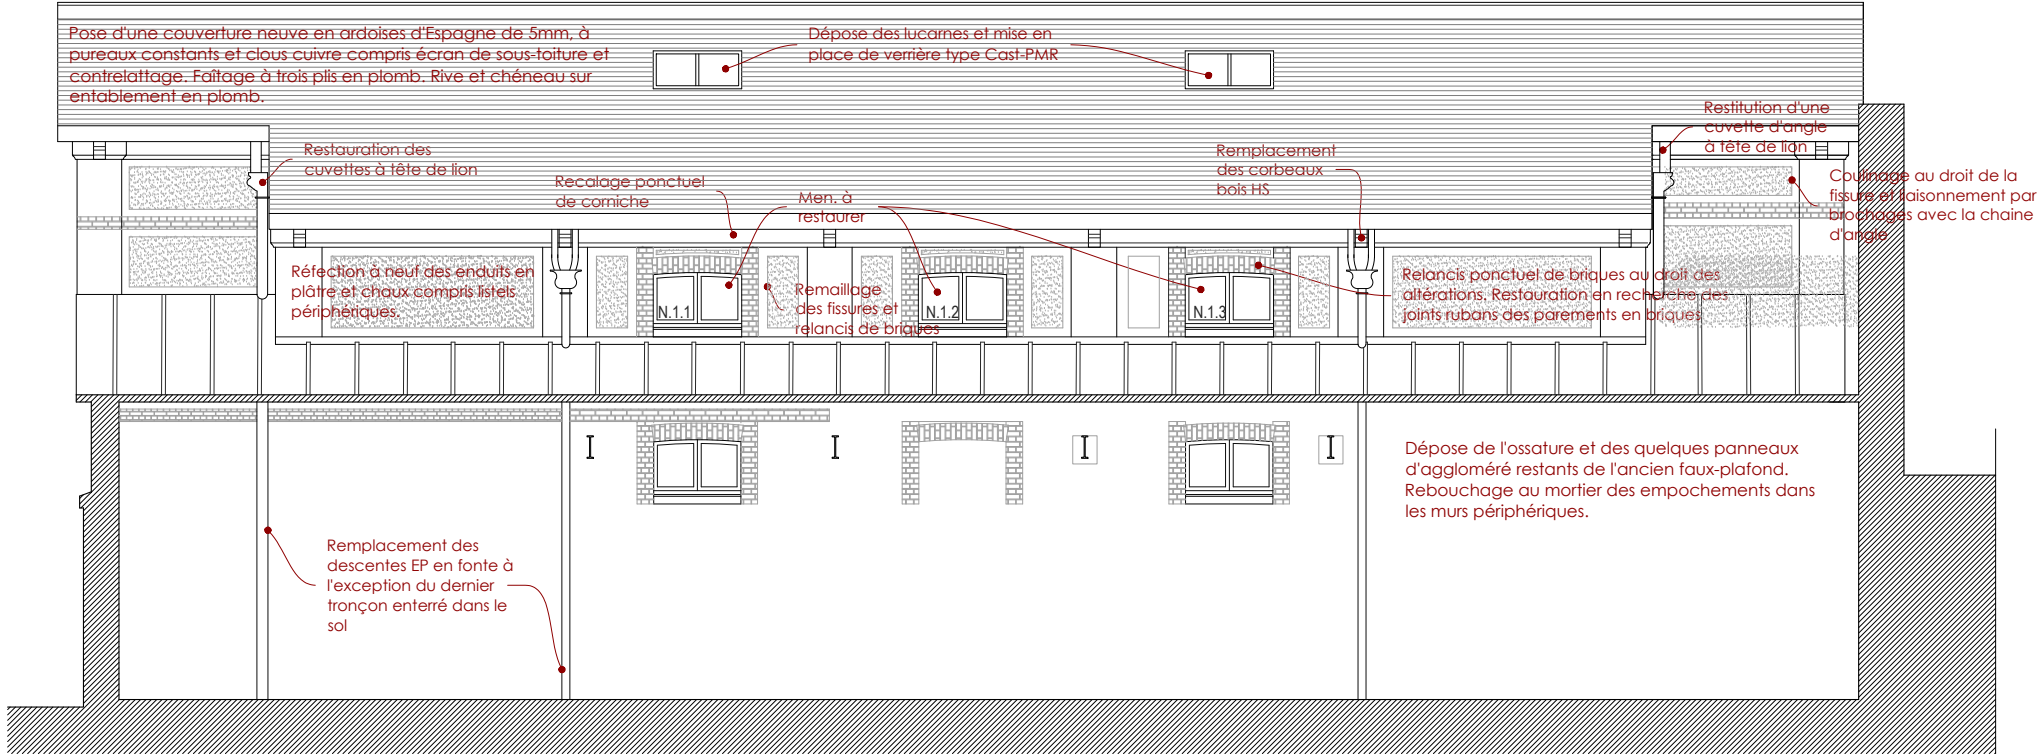 Pose d'une couverture neuve en ardoises d'Espagne de 5mm, à
pureaux constants et clous cuivre compris écran de sous-toiture et
contrelattage. Faîtage à trois plis en plomb. Rive et chéneau sur
entablement en plomb.
Dépose des lucarnes et mise en
place de verrière type Cast-PMR
Restitution d'une
cuvette d'angle
à tête de lion
Restauration des
cuvettes à tête de lion
Recalage ponctuel
de corniche
Men. à
restaurer
Remplacement
des corbeaux
bois HS
Coulinage au droit de la
fissure et liaisonnement par
brochages avec la chaine
d'angle
Réfection à neuf des enduits en
plâtre et chaux compris listels
périphériques.
N.1.1
Remaillage
des fissures et
relancis de briques
N.1.2
N.1.3
Relancis ponctuel de briques au droit des
altérations. Restauration en recherche des
joints rubans des parements en briques
Dépose de l'ossature et des quelques panneaux
d'aggloméré restants de l'ancien faux-plafond.
Rebouchage au mortier des empochements dans
les murs périphériques.
Remplacement des
descentes EP en fonte à
l'exception du dernier
tronçon enterré dans le
sol